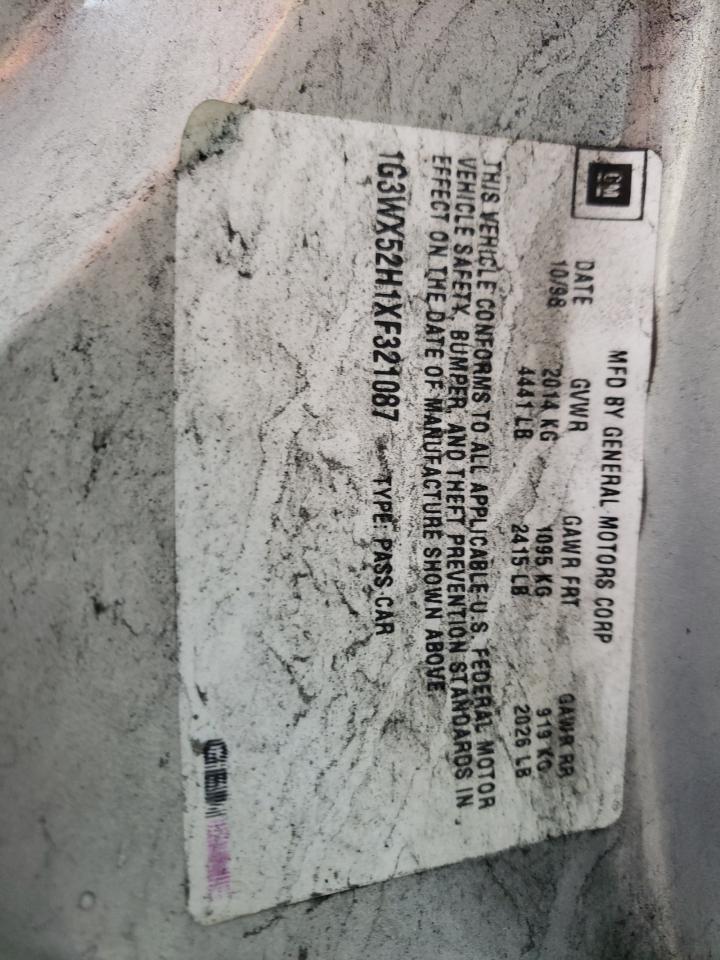 GM
MFD BY GENERAL MOTORS CORP
DATE GVWR GAWR FRT GAWR RR
10/98 2014 KG 1095 KG 919 KG
4441 LB 2415 LB 2026 LB
THIS VEHICLE CONFORMS TO ALL APPLICABLE U.S. FEDERAL MOTOR
VEHICLE SAFETY, BUMPER, AND THEFT PREVENTION STANDARDS IN
EFFECT ON THE DATE OF MANUFACTURE SHOWN ABOVE.
1G3WX52H1XF321087 TYPE: PASS CAR